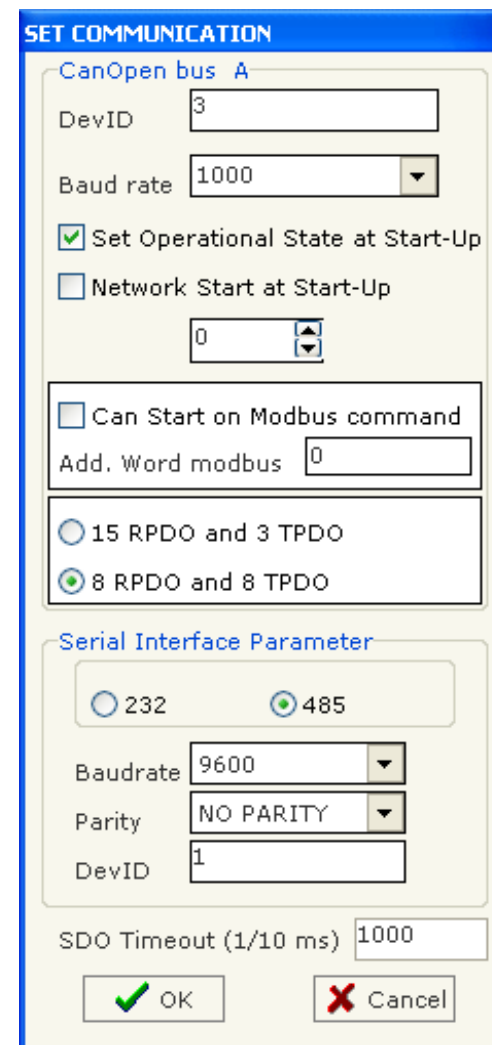 SET COMMUNICATION
CanOpen bus A
DevID 3
Baud rate 1000
Set Operational State at Start-Up
Network Start at Start-Up
0
Can Start on Modbus command
Add. Word modbus 0
15 RPDO and 3 TPDO
8 RPDO and 8 TPDO
Serial Interface Parameter
232 485
Baudrate 9600
Parity NO PARITY
DevID 1
SDO Timeout (1/10 ms) 1000
OK Cancel